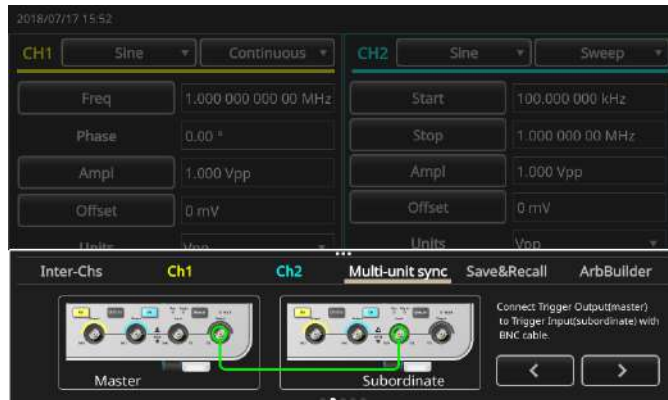 2018/07/17 15:52
CH1 Sine Continuous
CH2 Sine Sweep
Freq 1.000 000 000 00 MHz
Start 100.000 000 kHz
Phase 0.00 °
Stop 1.000 000 00 MHz
Ampl 1.000 Vpp
Ampl 1.000 Vpp
Offset 0 mV
Offset 0 mV
Units Vpp
Units Vpp
Inter-Chs Ch1 Ch2 Multi-unit sync Save&Recall ArbBuilder
Connect Trigger Output(master)
to Trigger Input(subordinate) with
BNC cable.
Master
Subordinate